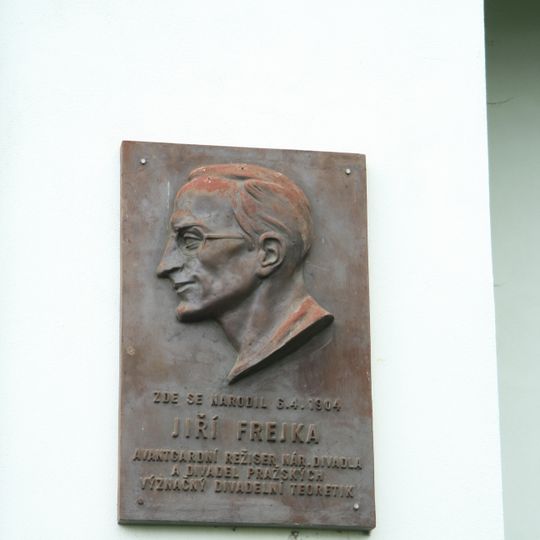 ZDE SE NARODIL 6.4.1904
JIŘÍ FREJKA
AVANTGARDNÍ REŽISÉR NÁR. DIVADLA
A DIVADEL PRAŽSKÝCH
VÝZNAČNÝ DIVADELNÍ TEORETIK